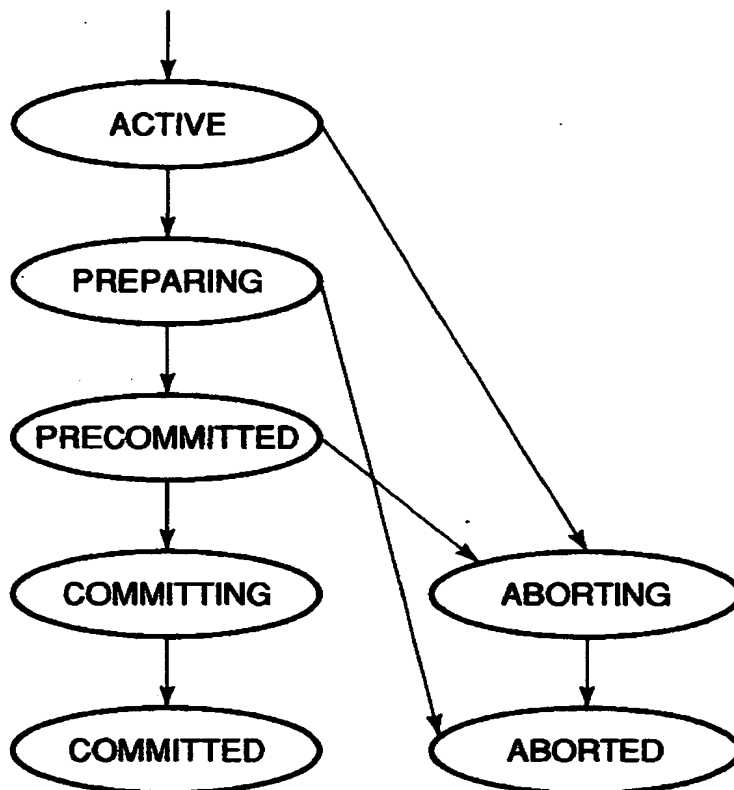 ACTIVE
PREPARING
PRECOMMITTED
COMMITTING
ABORTING
COMMITTED
ABORTED